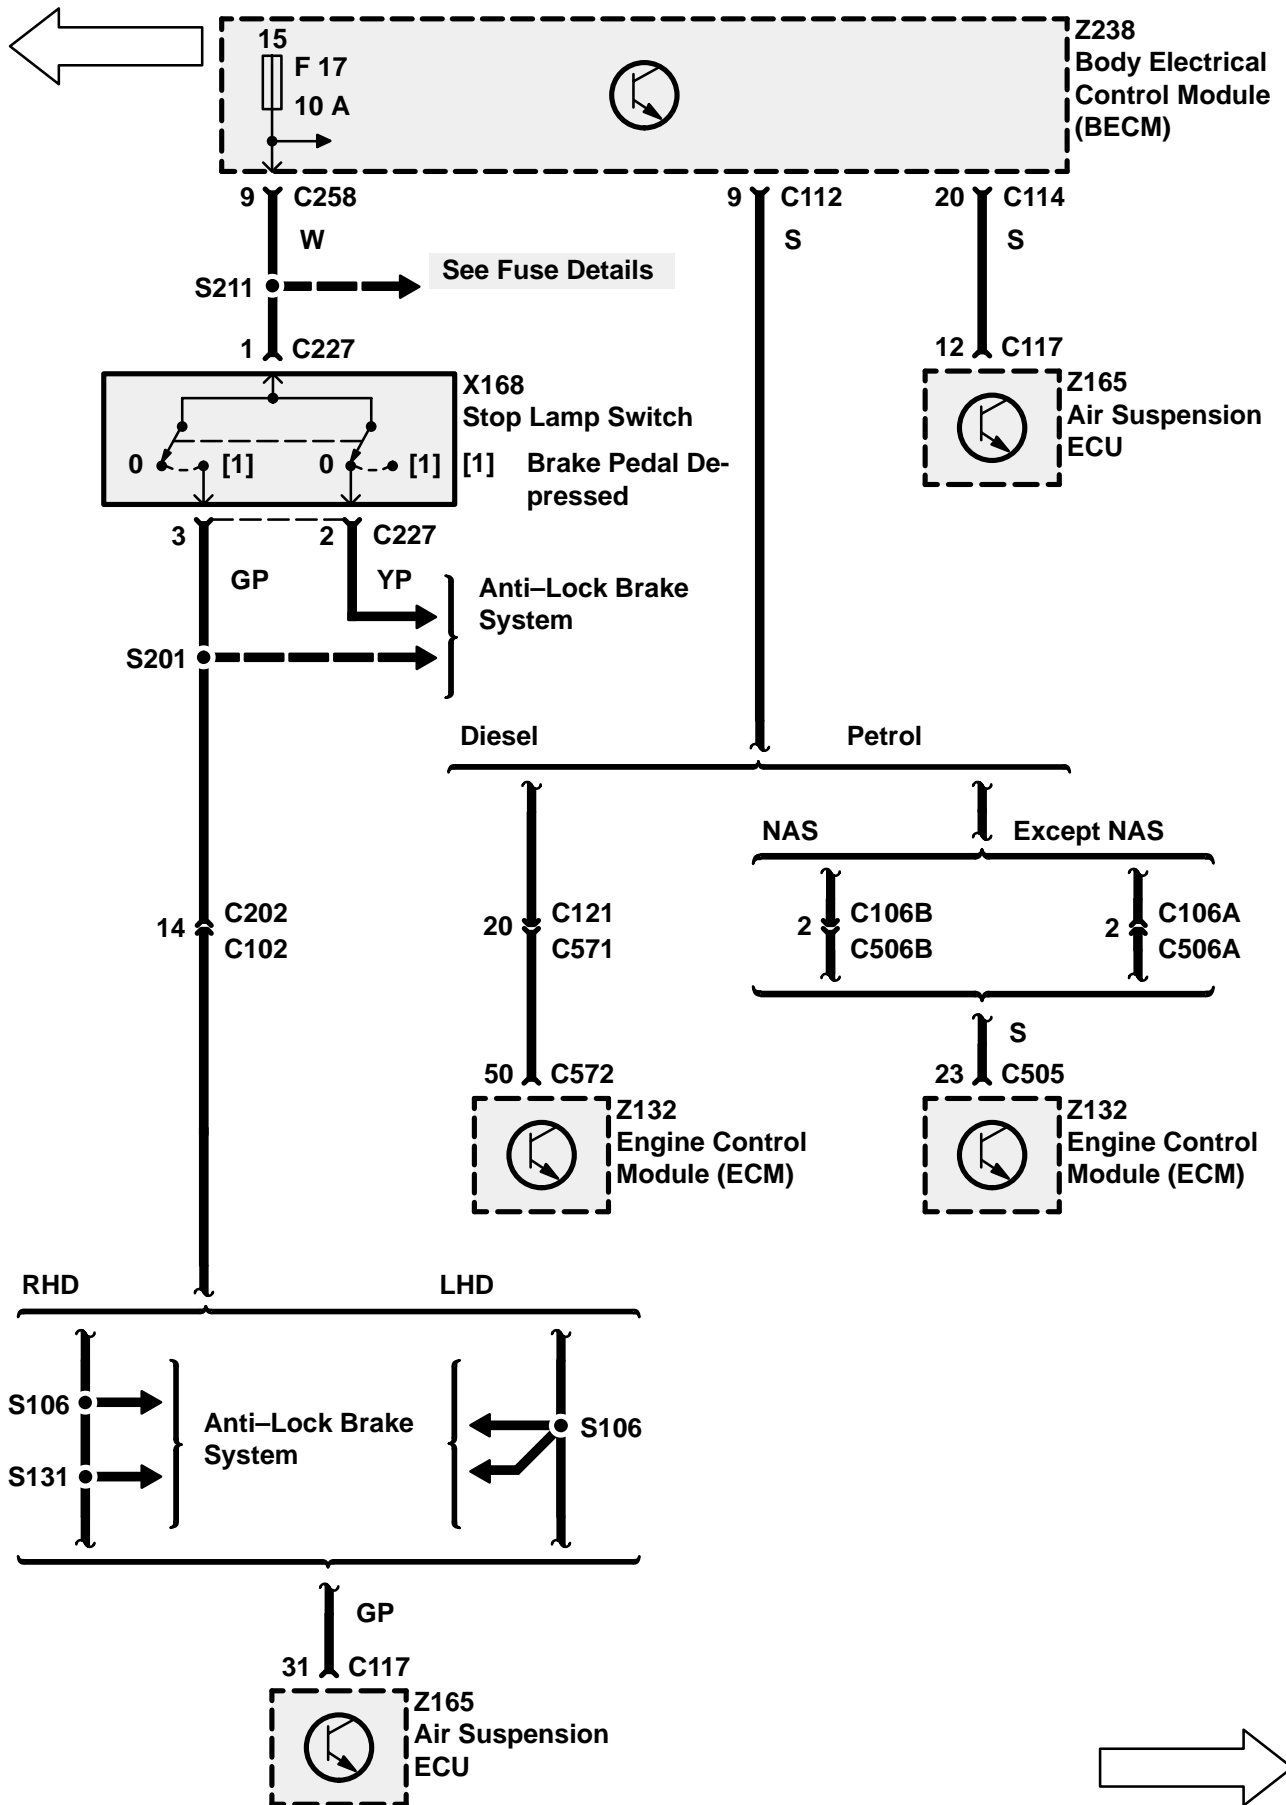 15
F 17
10 A
Z238
Body Electrical
Control Module
(BECM)
9 C258
9 C112
20 C114
W
S
S
S211
See Fuse Details
1 C227
12 C117
X168
Stop Lamp Switch
0 [1] 0 [1]
[1] Brake Pedal De-
pressed
Z165
Air Suspension
ECU
3 2 C227
GP YP
Anti–Lock Brake
System
S201
Diesel Petrol
NAS Except NAS
14 C202
C102
20 C121
C571
2 C106B
C506B
2 C106A
C506A
S
50 C572
23 C505
Z132
Engine Control
Module (ECM)
Z132
Engine Control
Module (ECM)
RHD LHD
S106
S131
Anti–Lock Brake
System
S106
GP
31 C117
Z165
Air Suspension
ECU